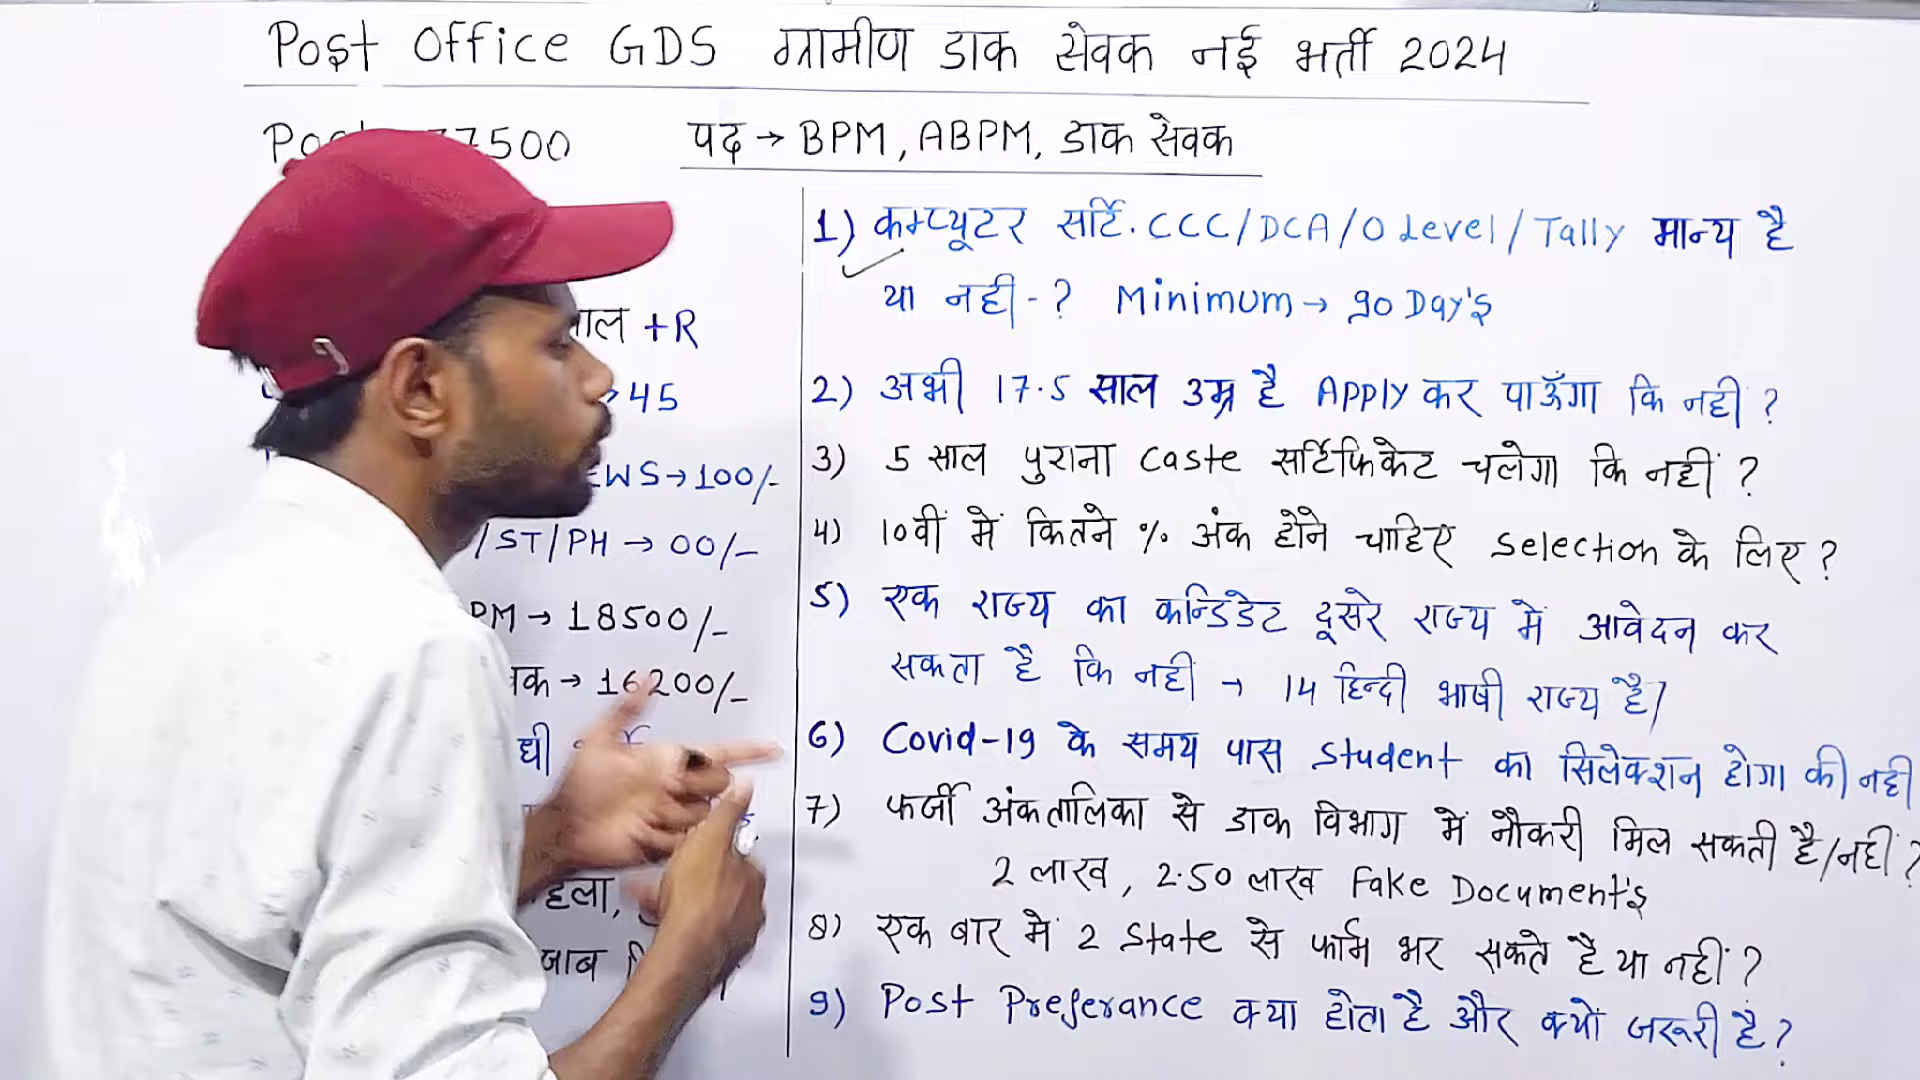 Post Office GDS ग्रामीण डाक सेवक नई भर्ती 2024
7500
पद → BPM, ABPM, डाक सेवक
+R
45
EWS→100/-
/ST/PH → 00/-
PM → 18500/-
→ 16200/-
1) कम्प्यूटर सर्टि. CCC/DCA/O Level/Tally मान्य है
या नही - ? Minimum → 90 Day's
2) अभी 17.5 साल उम्र है Apply कर पाऊँगा कि नही ?
3) 5 साल पुराना Caste सर्टिफिकेट चलेगा कि नहीं ?
4) 10वीं में कितने % अंक होने चाहिए Selection के लिए ?
5) एक राज्य का कन्डिडेट दूसरे राज्य में आवेदन कर
सकता है कि नही → 14 हिन्दी भाषी राज्य है/
6) Covid-19 के समय पास Student का सिलेक्शन होगा की नही
7) फर्जी अंकतालिका से डाक विभाग में नौकरी मिल सकती है/नहीं ?
2 लाख, 2.50 लाख Fake Document's
8) एक बार में 2 State से फार्म भर सकते है या नहीं ?
9) Post Preferance क्या होता है और क्यों जरूरी है ?